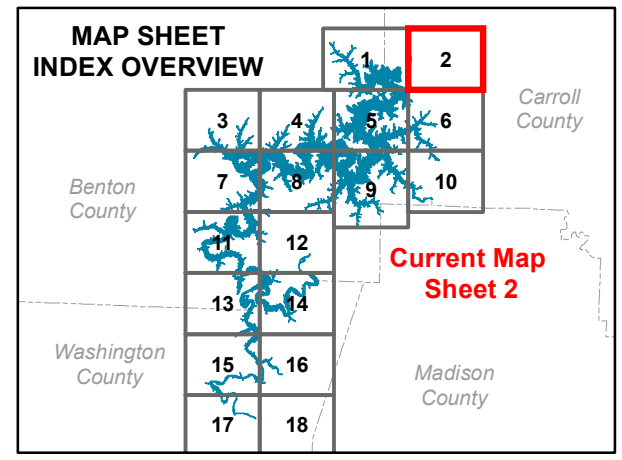 MAP SHEET
INDEX OVERVIEW
1
2
Carroll
County
3
4
5
6
Benton
County
7
8
9
10
11
12
Current Map
Sheet 2
13
14
Washington
County
15
16
Madison
County
17
18